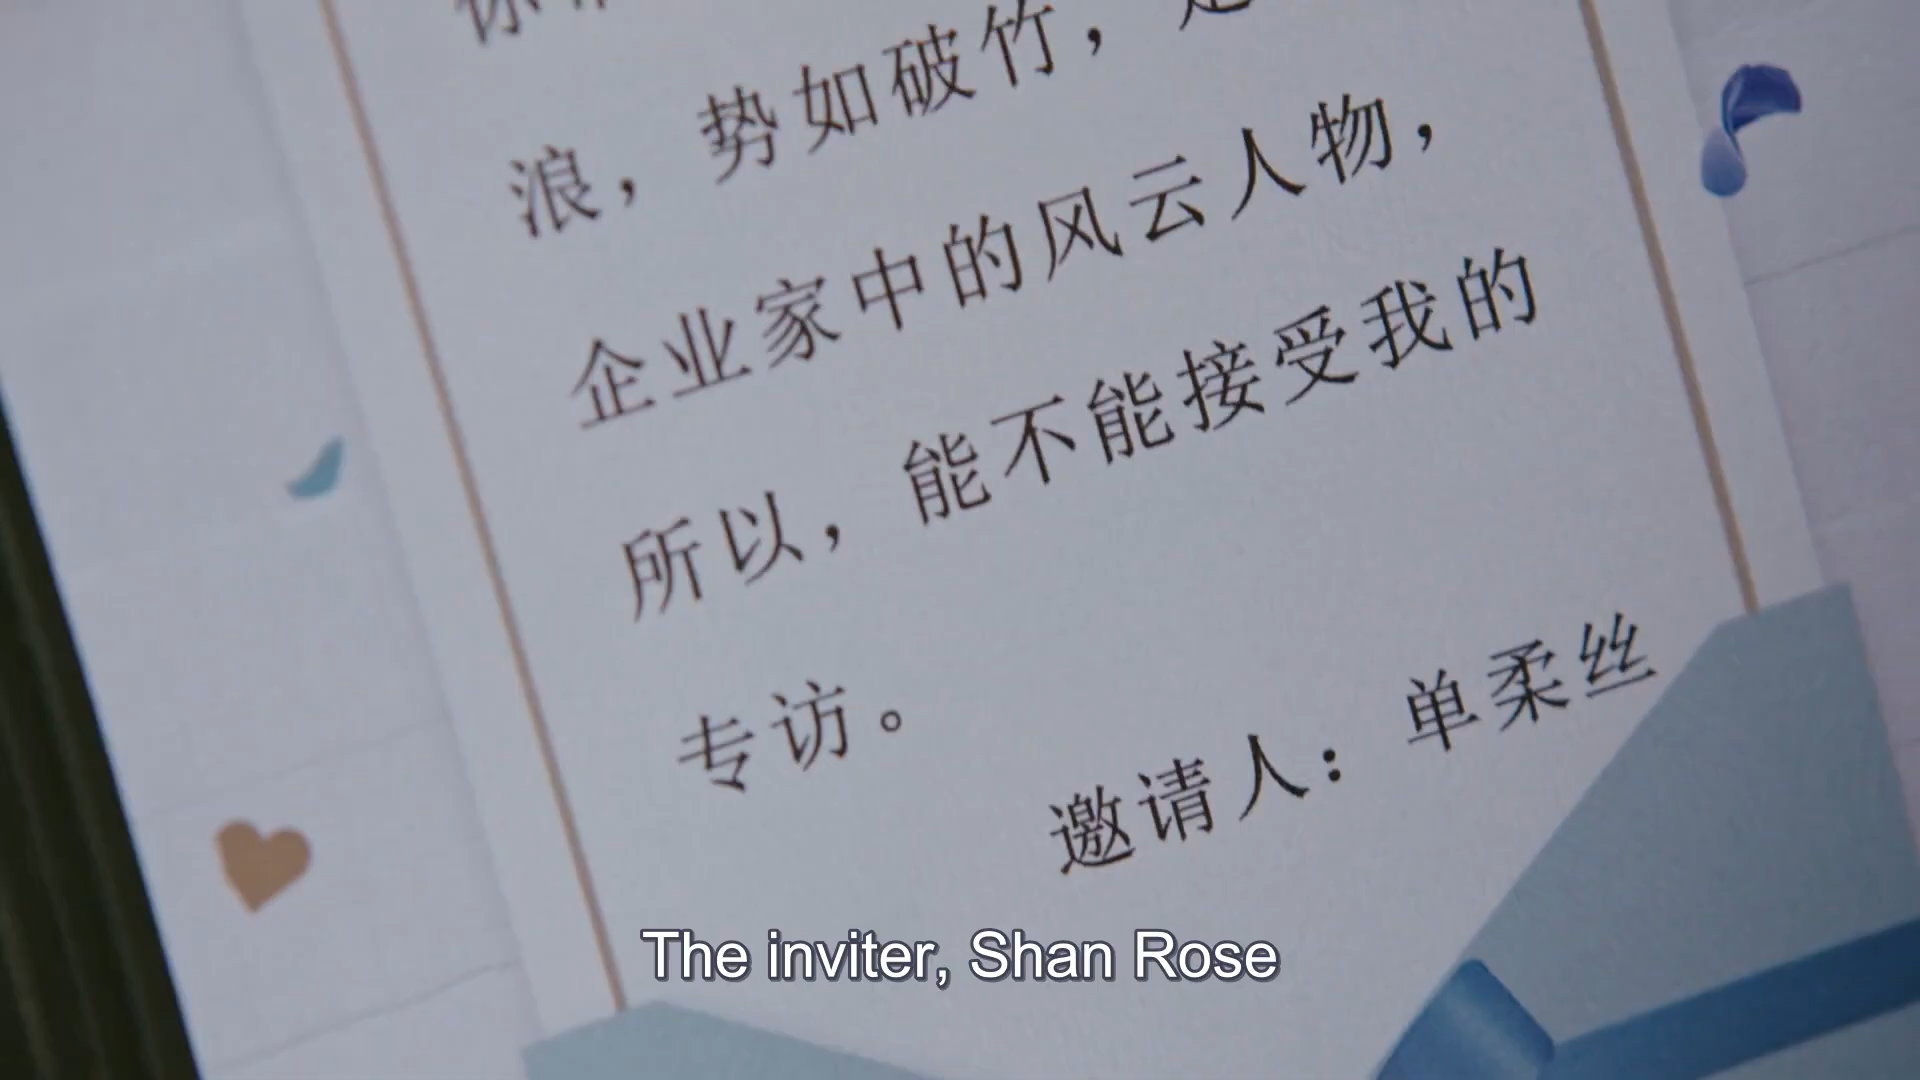 浪，势如破竹，
企业家中的风云人物，
所以，能不能接受我的
专访。
邀请人：单柔丝
The inviter, Shan Rose